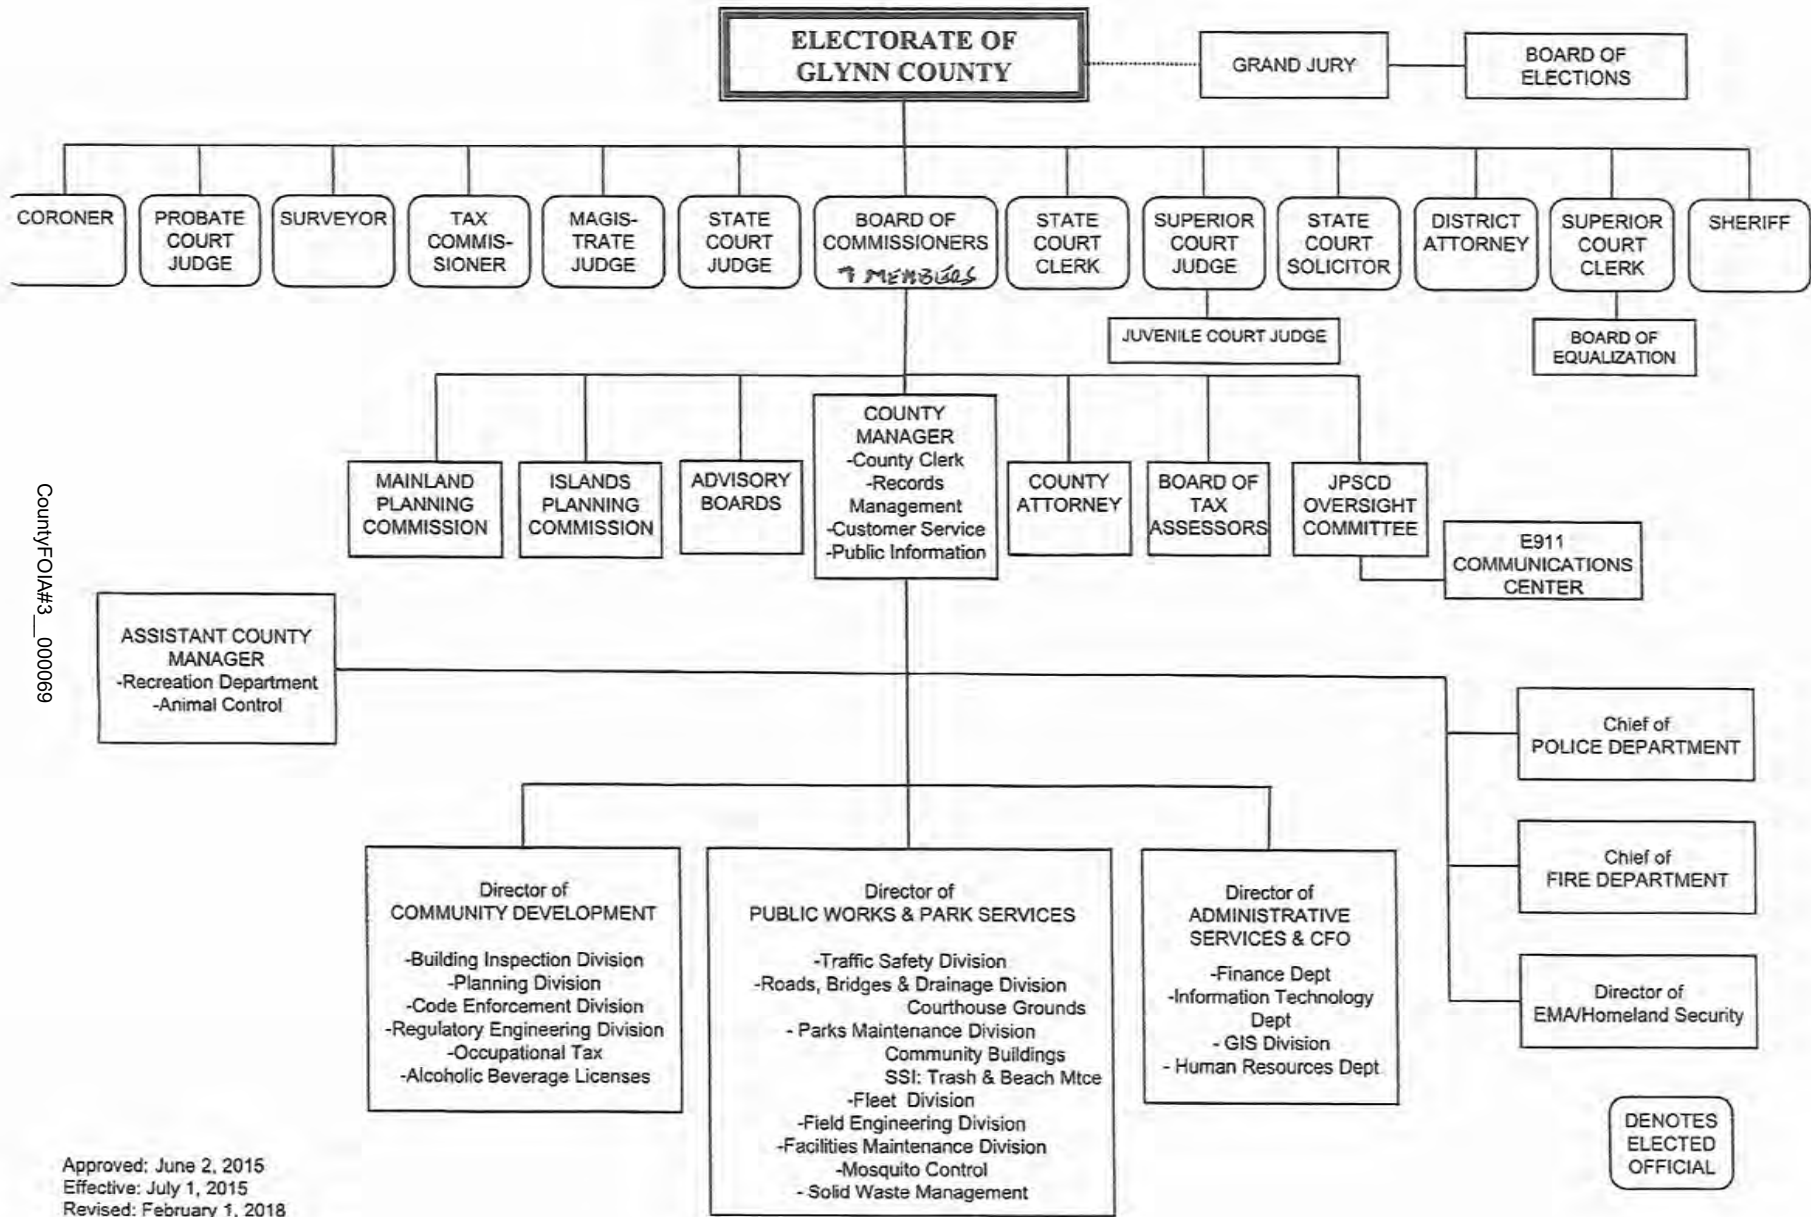 ELECTORATE OF
GLYNN COUNTY
GRAND JURY
BOARD OF
ELECTIONS
CORONER
PROBATE
COURT
JUDGE
SURVEYOR
TAX
COMMIS-
SIONER
MAGIS-
TRATE
JUDGE
STATE
COURT
JUDGE
BOARD OF
COMMISSIONERS
MEMBERS
STATE
COURT
CLERK
SUPERIOR
COURT
JUDGE
STATE
COURT
SOLICITOR
DISTRICT
ATTORNEY
SUPERIOR
COURT
CLERK
SHERIFF
JUVENILE COURT JUDGE
BOARD OF
EQUALIZATION
MAINLAND
PLANNING
COMMISSION
ISLANDS
PLANNING
COMMISSION
ADVISORY
BOARDS
COUNTY
MANAGER
-County Clerk
-Records
Management
-Customer Service
-Public Information
COUNTY
ATTORNEY
BOARD OF
TAX
ASSESSORS
JPSCD
OVERSIGHT
COMMITTEE
E911
COMMUNICATIONS
CENTER
CountyFOIA#3__000069
ASSISTANT COUNTY
MANAGER
-Recreation Department
-Animal Control
Chief of
POLICE DEPARTMENT
Chief of
FIRE DEPARTMENT
Director of
EMA/Homeland Security
Director of
COMMUNITY DEVELOPMENT
-Building Inspection Division
-Planning Division
-Code Enforcement Division
-Regulatory Engineering Division
-Occupational Tax
-Alcoholic Beverage Licenses
Director of
PUBLIC WORKS & PARK SERVICES
-Traffic Safety Division
-Roads, Bridges & Drainage Division
Courthouse Grounds
- Parks Maintenance Division
Community Buildings
SSI: Trash & Beach Mtce
-Fleet Division
-Field Engineering Division
-Facilities Maintenance Division
-Mosquito Control
- Solid Waste Management
Director of
ADMINISTRATIVE
SERVICES & CFO
-Finance Dept
-Information Technology
Dept
- GIS Division
- Human Resources Dept
DENOTES
ELECTED
OFFICIAL
Approved: June 2, 2015
Effective: July 1, 2015
Revised: February 1, 2018